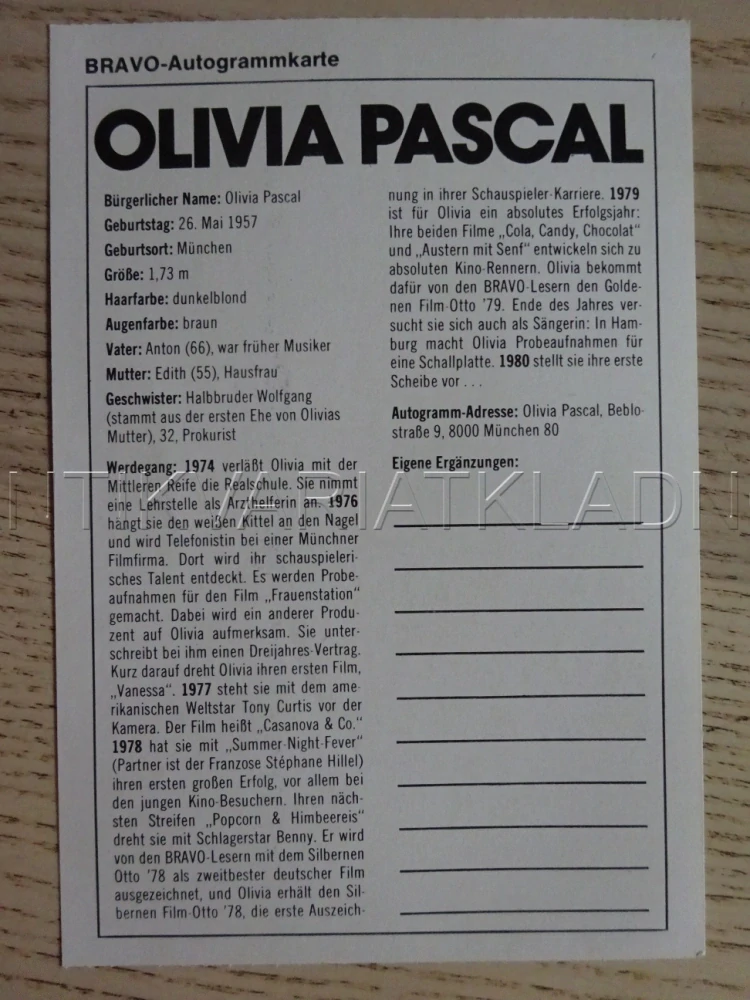 BRAVO-Autogrammkarte
OLIVIA PASCAL
Bürgerlicher Name: Olivia Pascal
Geburtstag: 26. Mai 1957
Geburtsort: München
Größe: 1,73 m
Haarfarbe: dunkelblond
Augenfarbe: braun
Vater: Anton (66), war früher Musiker
Mutter: Edith (55), Hausfrau
Geschwister: Halbbruder Wolfgang
(stammt aus der ersten Ehe von Olivias
Mutter), 32, Prokurist
Werdegang: 1974 verläßt Olivia mit der
Mittleren Reife die Realschule. Sie nimmt
eine Lehrstelle als Arzthelferin an. 1976
hängt sie den weißen Kittel an den Nagel
und wird Telefonistin bei einer Münchner
Filmfirma. Dort wird ihr schauspieleri-
sches Talent entdeckt. Es werden Probe-
aufnahmen für den Film „Frauenstation“
gemacht. Dabei wird ein anderer Produ-
zent auf Olivia aufmerksam. Sie unter-
schreibt bei ihm einen Dreijahres-Vertrag.
Kurz darauf dreht Olivia ihren ersten Film,
„Vanessa“. 1977 steht sie mit dem ame-
rikanischen Weltstar Tony Curtis vor der
Kamera. Der Film heißt „Casanova & Co.“
1978 hat sie mit „Summer-Night-Fever“
(Partner ist der Franzose Stéphane Hillel)
ihren ersten großen Erfolg, vor allem bei
den jungen Kino-Besuchern. Ihren näch-
sten Streifen „Popcorn & Himbeereis“
dreht sie mit Schlagerstar Benny. Er wird
von den BRAVO-Lesern mit dem Silbernen
Otto '78 als zweitbester deutscher Film
ausgezeichnet, und Olivia erhält den Sil-
bernen Film-Otto '78, die erste Auszeich-
nung in ihrer Schauspieler-Karriere. 1979
ist für Olivia ein absolutes Erfolgsjahr:
Ihre beiden Filme „Cola, Candy, Chocolat“
und „Austern mit Senf“ entwickeln sich zu
absoluten Kino-Rennern. Olivia bekommt
dafür von den BRAVO-Lesern den Golde-
nen Film-Otto '79. Ende des Jahres ver-
sucht sie sich auch als Sängerin: In Ham-
burg macht Olivia Probeaufnahmen für
eine Schallplatte. 1980 stellt sie ihre erste
Scheibe vor . . .
Autogramm-Adresse: Olivia Pascal, Beblo-
straße 9, 8000 München 80
Eigene Ergänzungen:
NTIKVARIATKLADN